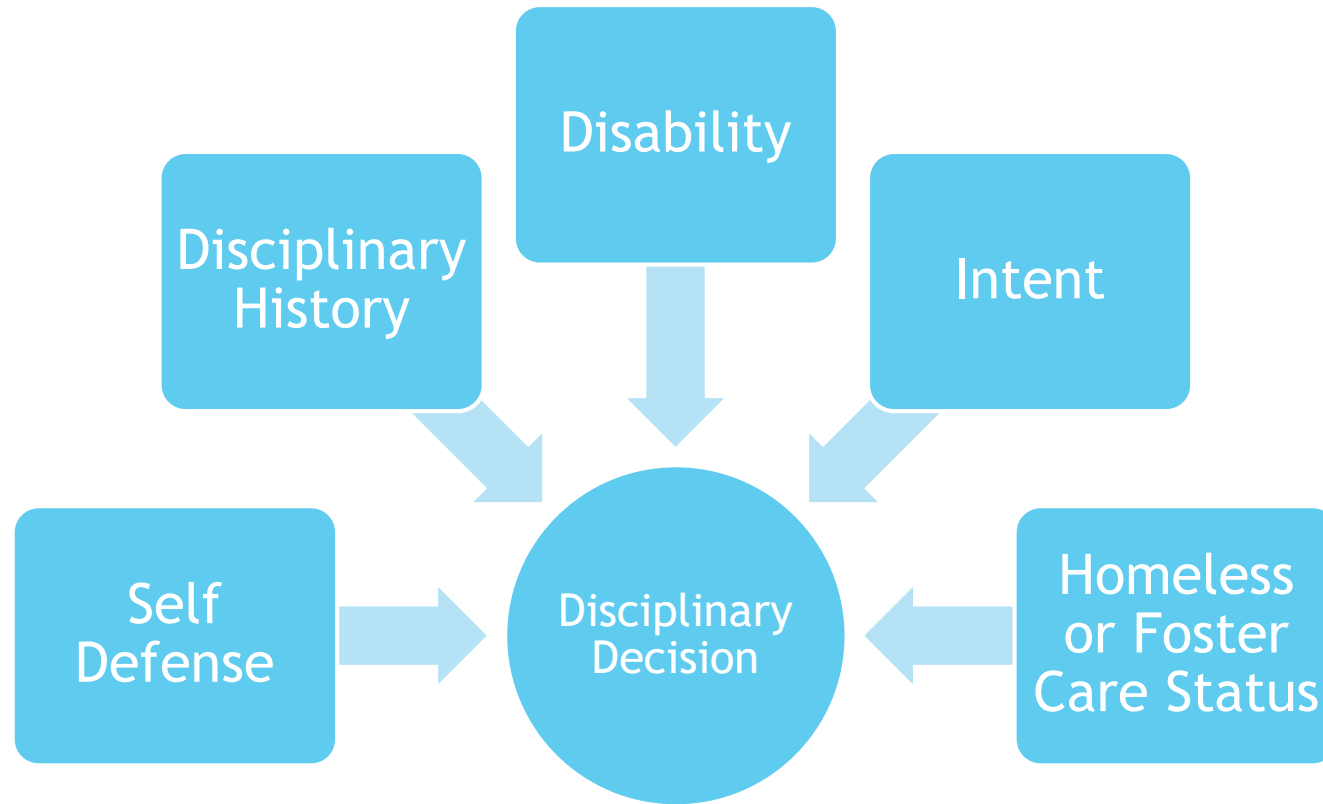 Disability
Disciplinary
History
Intent
Self
Defense
Disciplinary
Decision
Homeless
or Foster
Care Status